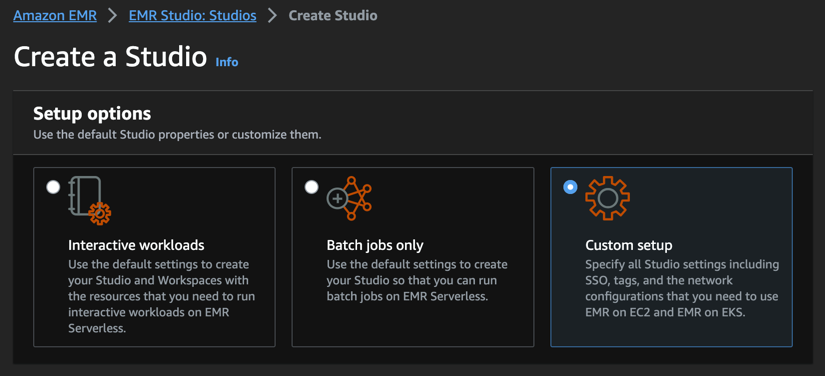 Amazon EMR > EMR Studio: Studios > Create Studio
Create a Studio Info
Setup options
Use the default Studio properties or customize them.
Interactive workloads
Use the default settings to create
your Studio and Workspaces with
the resources that you need to run
interactive workloads on EMR
Serverless.
Batch jobs only
Use the default settings to create
your Studio so that you can run
batch jobs on EMR Serverless.
Custom setup
Specify all Studio settings including
SSO, tags, and the network
configurations that you need to use
EMR on EC2 and EMR on EKS.